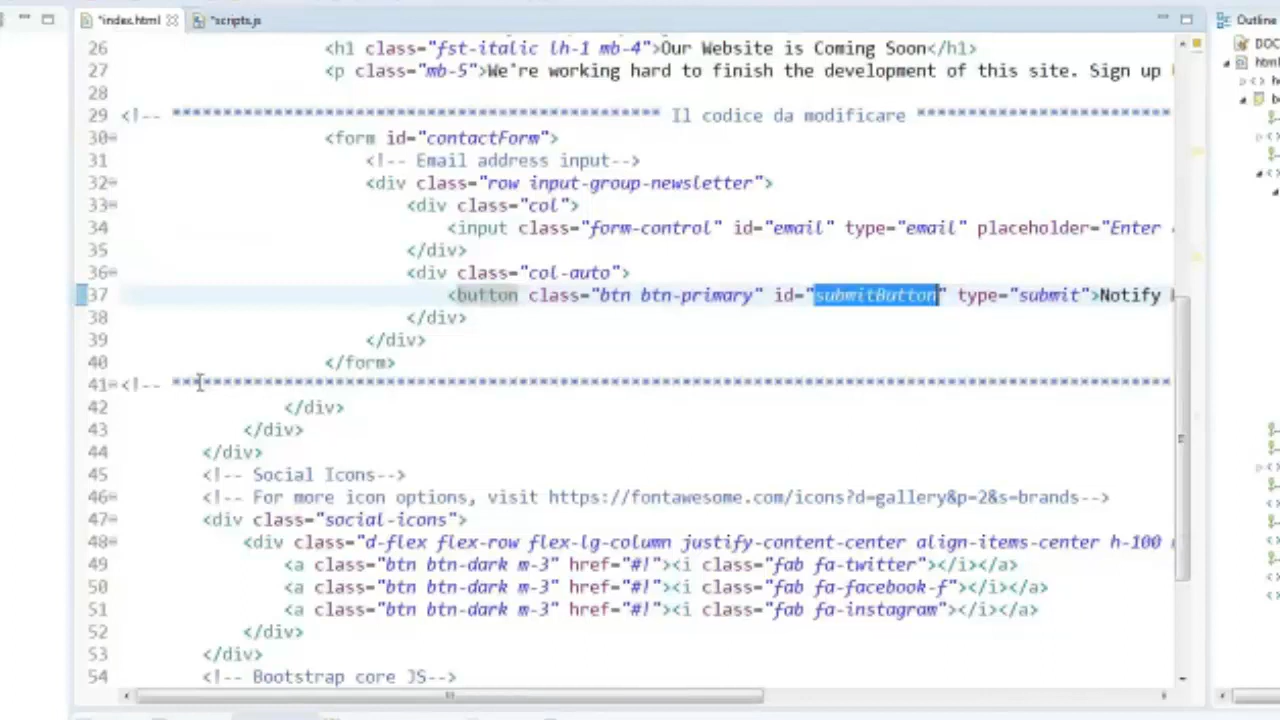 *index.html *scripts.js Outline
26 <h1 class="fst-italic lh-1 mb-4">Our Website is Coming Soon</h1> DOC
27 <p class="mb-5">We're working hard to finish the development of this site. Sign up html
28
29 <!-- *********************************************** Il codice da modificare *************************
30 <form id="contactForm">
31 <!-- Email address input-->
32 <div class="row input-group-newsletter">
33 <div class="col">
34 <input class="form-control" id="email" type="email" placeholder="Enter
35 </div>
36 <div class="col-auto">
37 <button class="btn btn-primary" id="submitButton" type="submit">Notify
38 </div>
39 </div>
40 </form>
41 <!-- *************************************************************************************************
42 </div>
43 </div>
44 </div>
45 <!-- Social Icons-->
46 <!-- For more icon options, visit https://fontawesome.com/icons?d=gallery&p=2&s=brands-->
47 <div class="social-icons">
48 <div class="d-flex flex-row flex-lg-column justify-content-center align-items-center h-100
49 <a class="btn btn-dark m-3" href="#!"><i class="fab fa-twitter"></i></a>
50 <a class="btn btn-dark m-3" href="#!"><i class="fab fa-facebook-f"></i></a>
51 <a class="btn btn-dark m-3" href="#!"><i class="fab fa-instagram"></i></a>
52 </div>
53 </div>
54 <!-- Bootstrap core JS-->